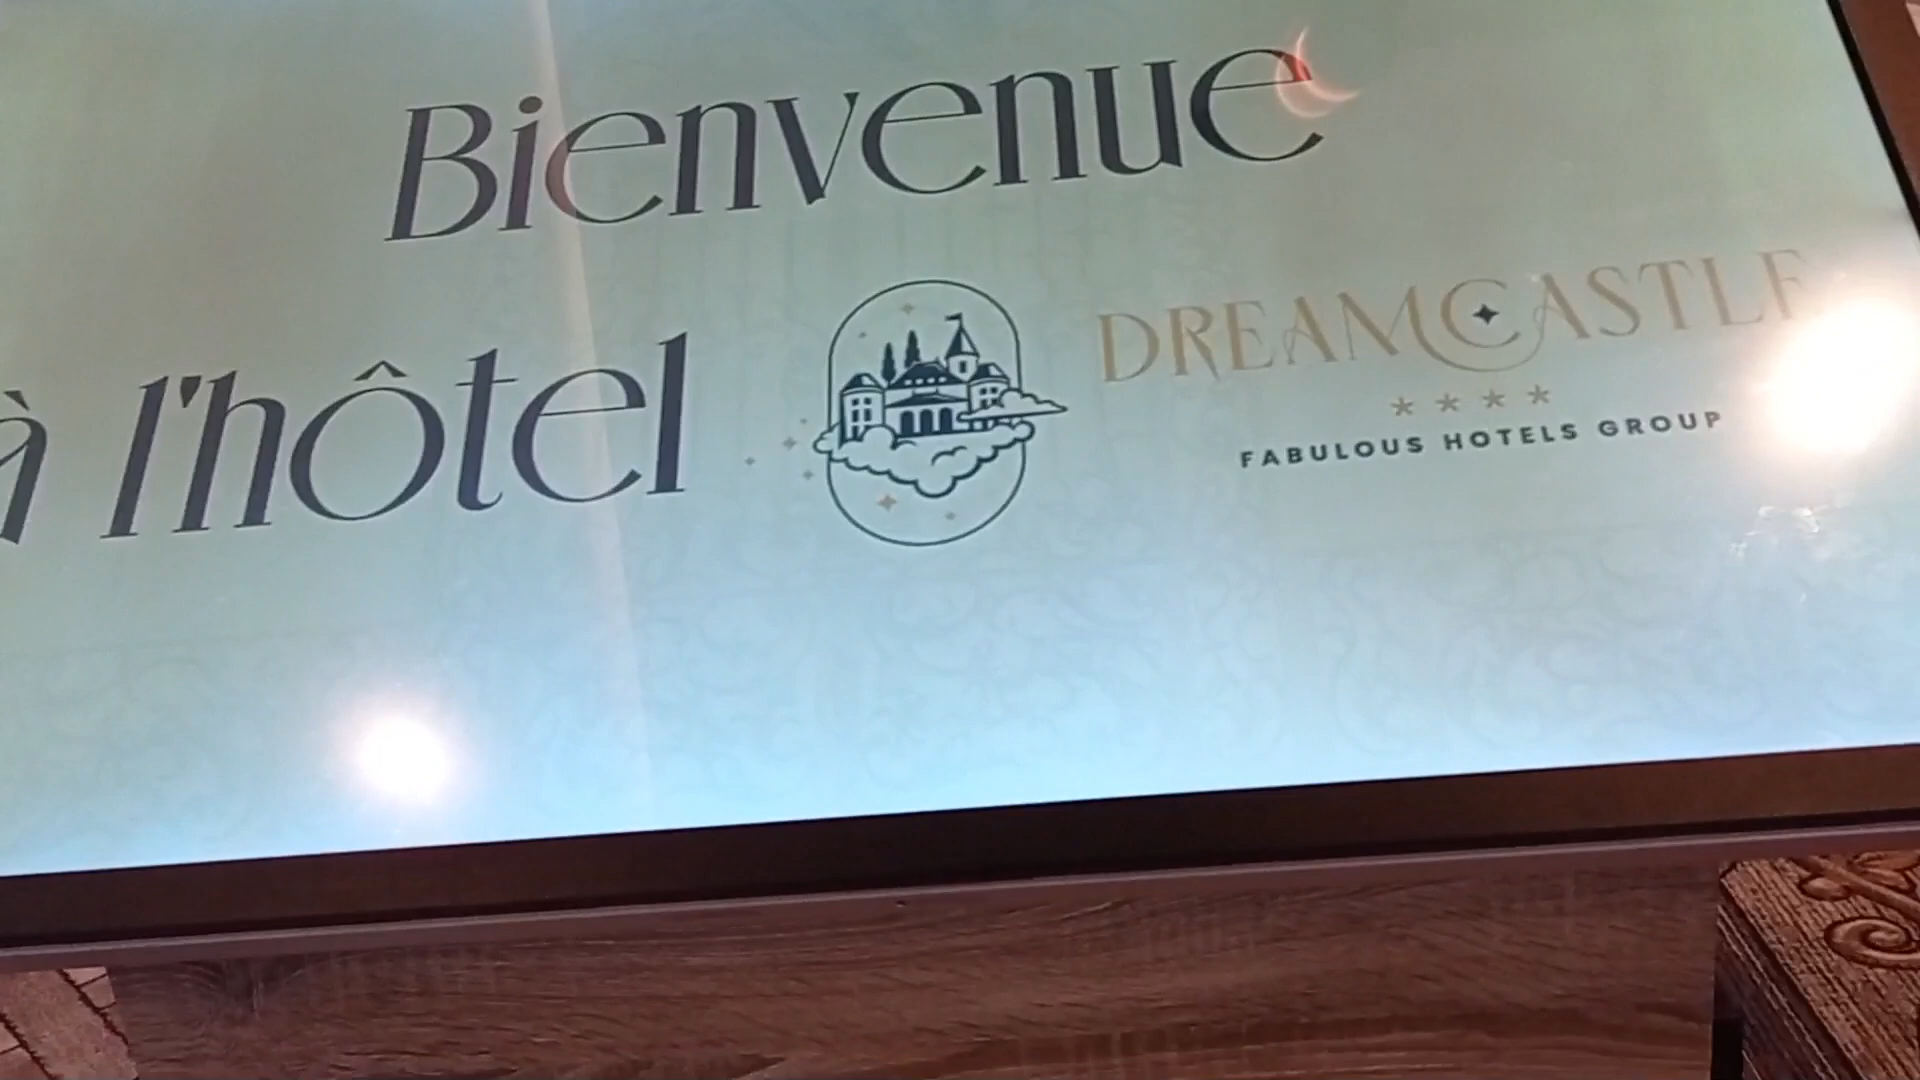 Bienvenue
à l'hôtel
DREAMCASTLE
****
FABULOUS HOTELS GROUP